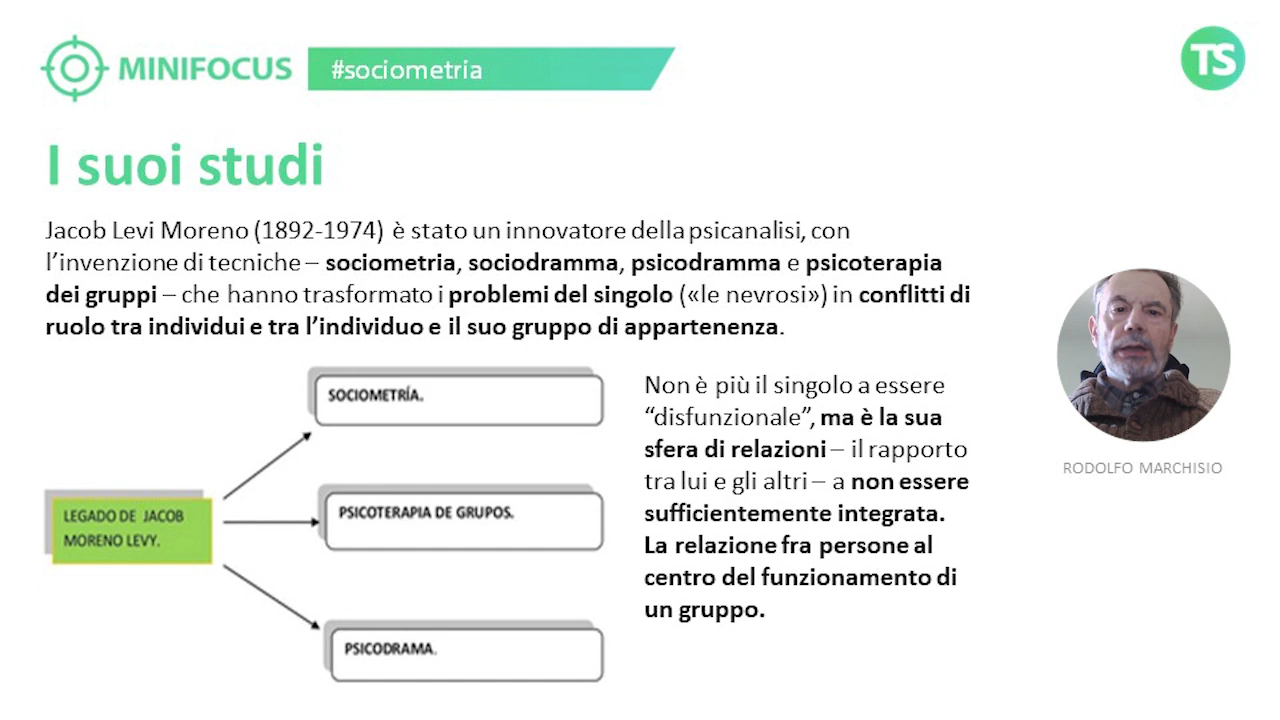 MINIFOCUS
#sociometria
TS
I suoi studi
Jacob Levi Moreno (1892-1974) è stato un innovatore della psicanalisi, con
l’invenzione di tecniche – sociometria, sociodramma, psicodramma e psicoterapia
dei gruppi – che hanno trasformato i problemi del singolo («le nevrosi») in conflitti di
ruolo tra individui e tra l’individuo e il suo gruppo di appartenenza.
SOCIOMETRÍA.
PSICOTERAPIA DE GRUPOS.
LEGADO DE JACOB
MORENO LEVY.
PSICODRAMA.
Non è più il singolo a essere
“disfunzionale”, ma è la sua
sfera di relazioni – il rapporto
tra lui e gli altri – a non essere
sufficientemente integrata.
La relazione fra persone al
centro del funzionamento di
un gruppo.
RODOLFO MARCHISIO